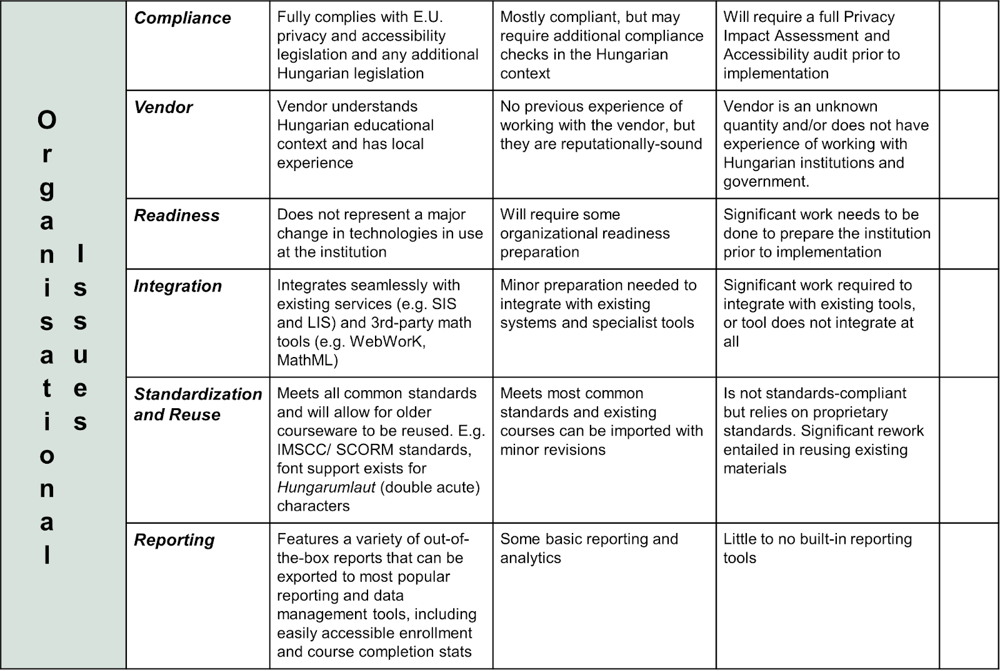 Organisational
Issues
Compliance
Fully complies with E.U.
privacy and accessibility
legislation and any additional
Hungarian legislation
Mostly compliant, but may
require additional compliance
checks in the Hungarian
context
Will require a full Privacy
Impact Assessment and
Accessibility audit prior to
implementation
Vendor
Vendor understands
Hungarian educational
context and has local
experience
No previous experience of
working with the vendor, but
they are reputationally-sound
Vendor is an unknown
quantity and/or does not have
experience of working with
Hungarian institutions and
government.
Readiness
Does not represent a major
change in technologies in use
at the institution
Will require some
organizational readiness
preparation
Significant work needs to be
done to prepare the institution
prior to implementation
Integration
Integrates seamlessly with
existing services (e.g. SIS
and LIS) and 3rd-party math
tools (e.g. WebWorK,
MathML)
Minor preparation needed to
integrate with existing
systems and specialist tools
Significant work required to
integrate with existing tools,
or tool does not integrate at
all
Standardization
and Reuse
Meets all common standards
and will allow for older
courseware to be reused. E.g.
IMSCC/ SCORM standards,
font support exists for
Hungarumlaut (double acute)
characters
Meets most common
standards and existing
courses can be imported with
minor revisions
Is not standards-compliant
but relies on proprietary
standards. Significant rework
entailed in reusing existing
materials
Reporting
Features a variety of out-of-
the-box reports that can be
exported to most popular
reporting and data
management tools, including
easily accessible enrollment
and course completion stats
Some basic reporting and
analytics
Little to no built-in reporting
tools